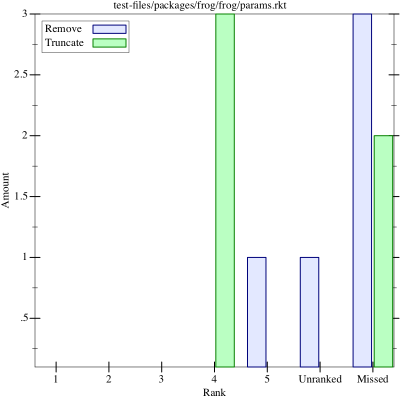 test-files/packages/frog/frog/params.rkt
Remove
Truncate
3
2.5
2
1.5
1
.5
Amount
1 2 3 4 5 Unranked Missed
Rank